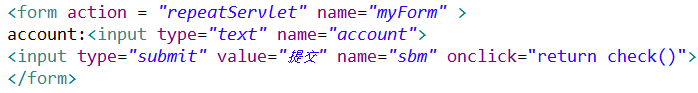 <form action = "repeatServlet" name="myForm" >
account:<input type="text" name="account">
<input type="submit" value="提交" name="sbm" onclick="return check()">
</form>